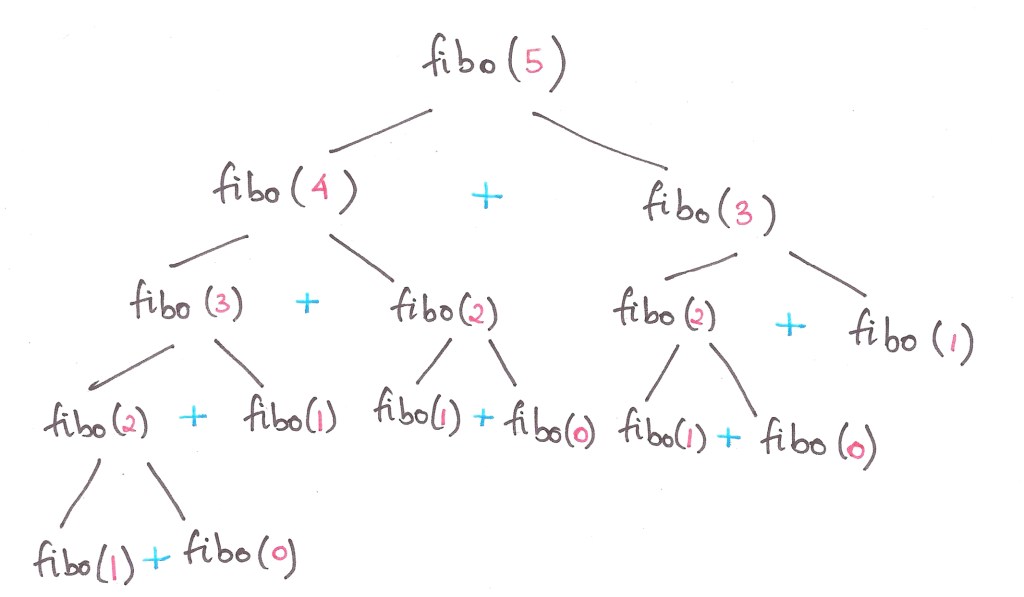 fibo(5)
fibo(4) + fibo(3)
fibo(3) + fibo(2) fibo(2) + fibo(1)
fibo(2) + fibo(1) fibo(1) + fibo(0) fibo(1) + fibo(0)
fibo(1) + fibo(0)